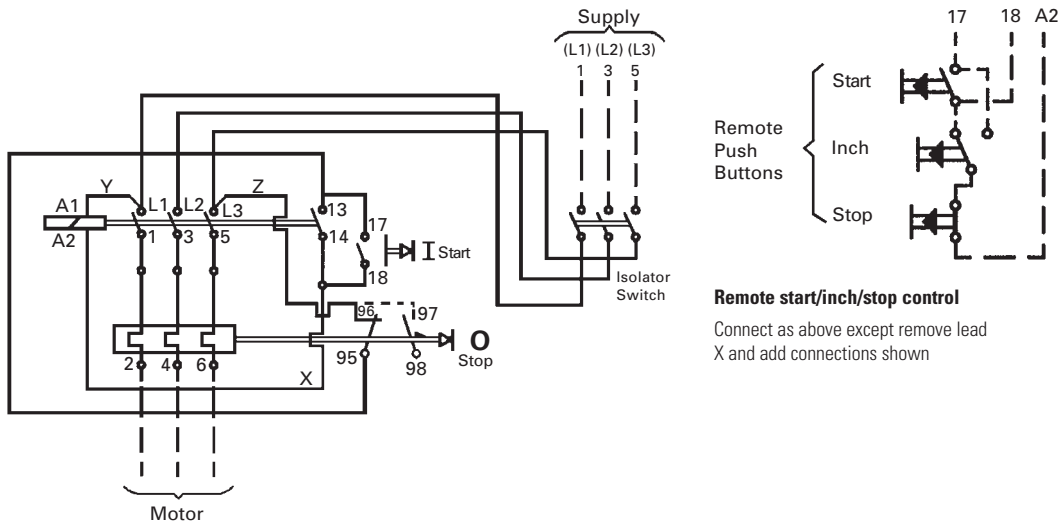 Supply
(L1) (L2) (L3)
1 3 5
Y
Z
A1
L1
L2
L3
13
A2
1
3
5
14
17
18
I Start
Isolator
Switch
96
97
O
Stop
95
98
2
4
6
X
Motor
17
18
A2
Remote
Push
Buttons
Start
Inch
Stop
Remote start/inch/stop control
Connect as above except remove lead
X and add connections shown